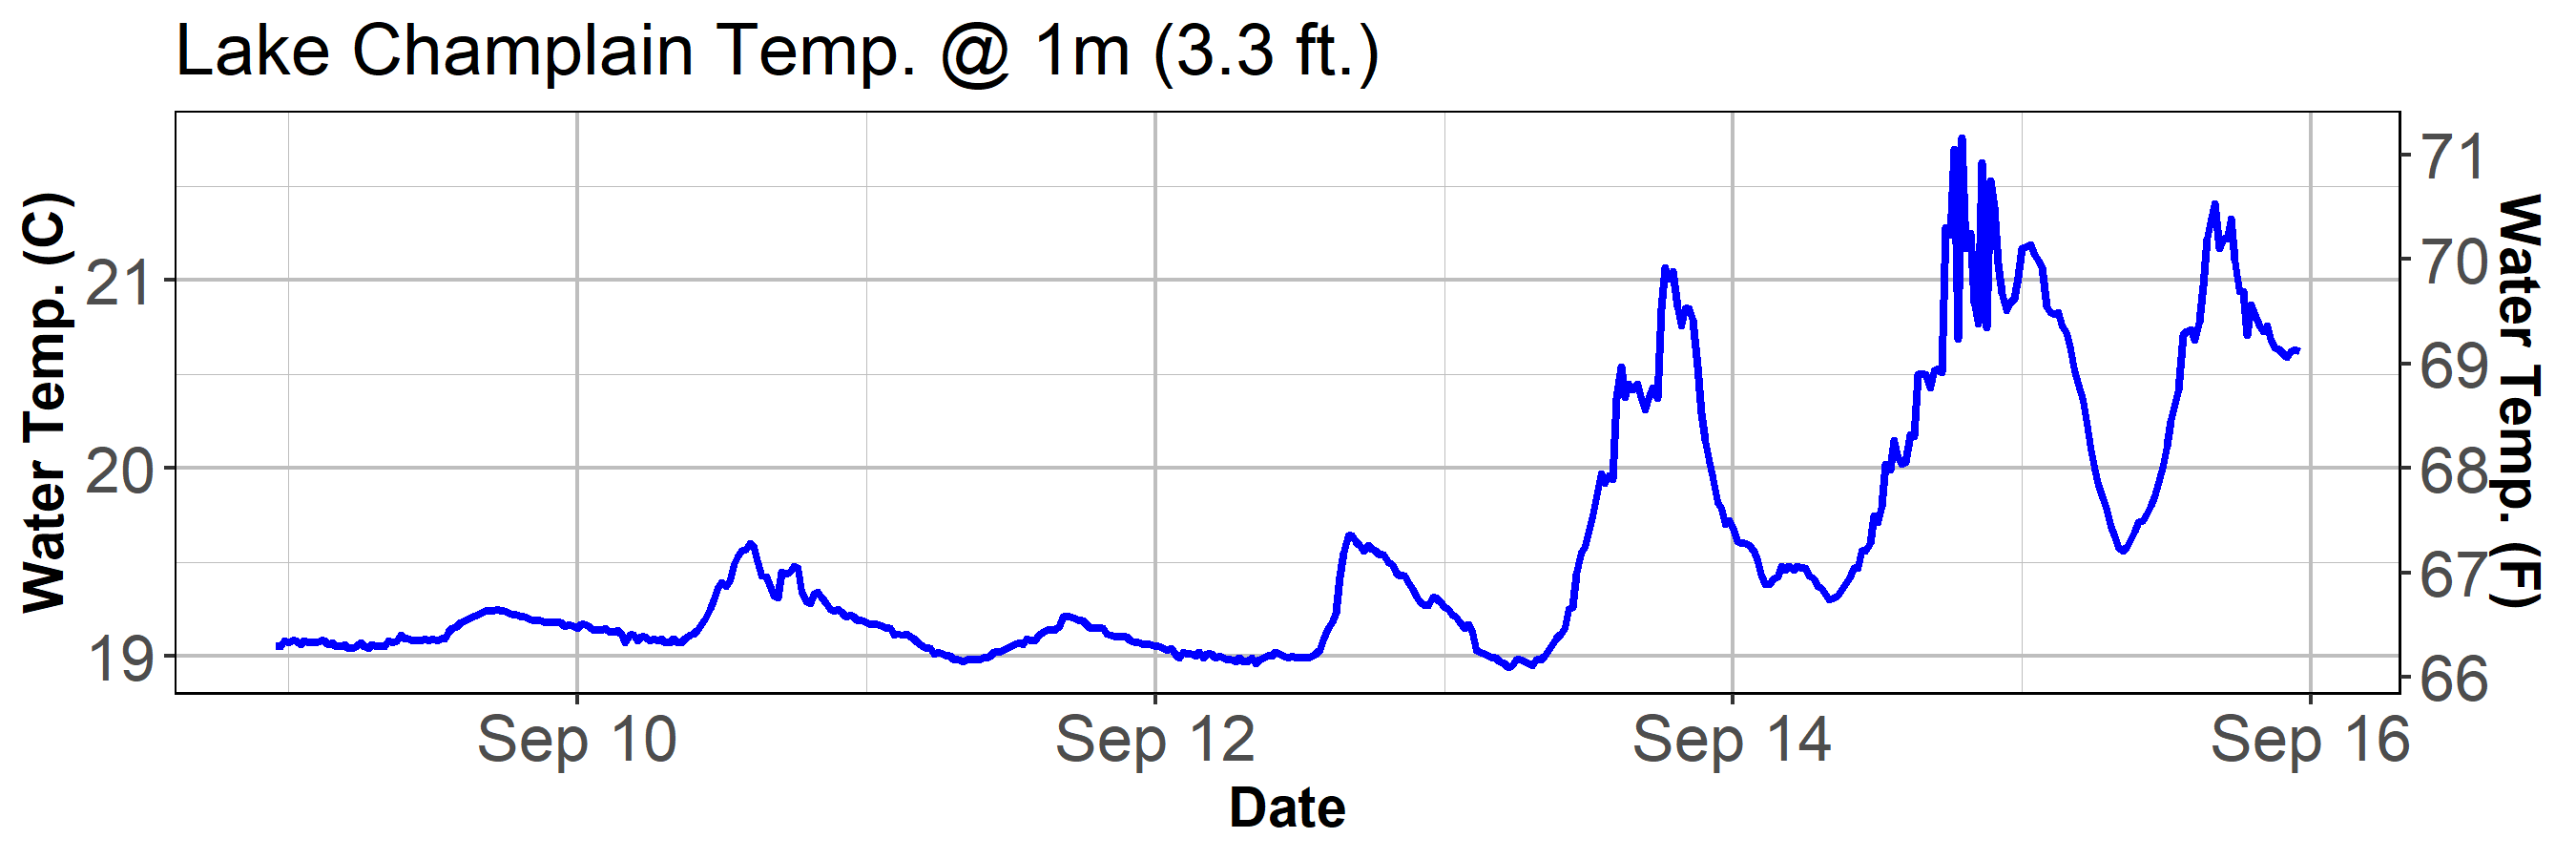 Lake Champlain Temp. @ 1m (3.3 ft.)
Water Temp. (C)
21
20
19
71
70
69
68
67
66
Water Temp. (F)
Sep 10
Sep 12
Sep 14
Sep 16
Date